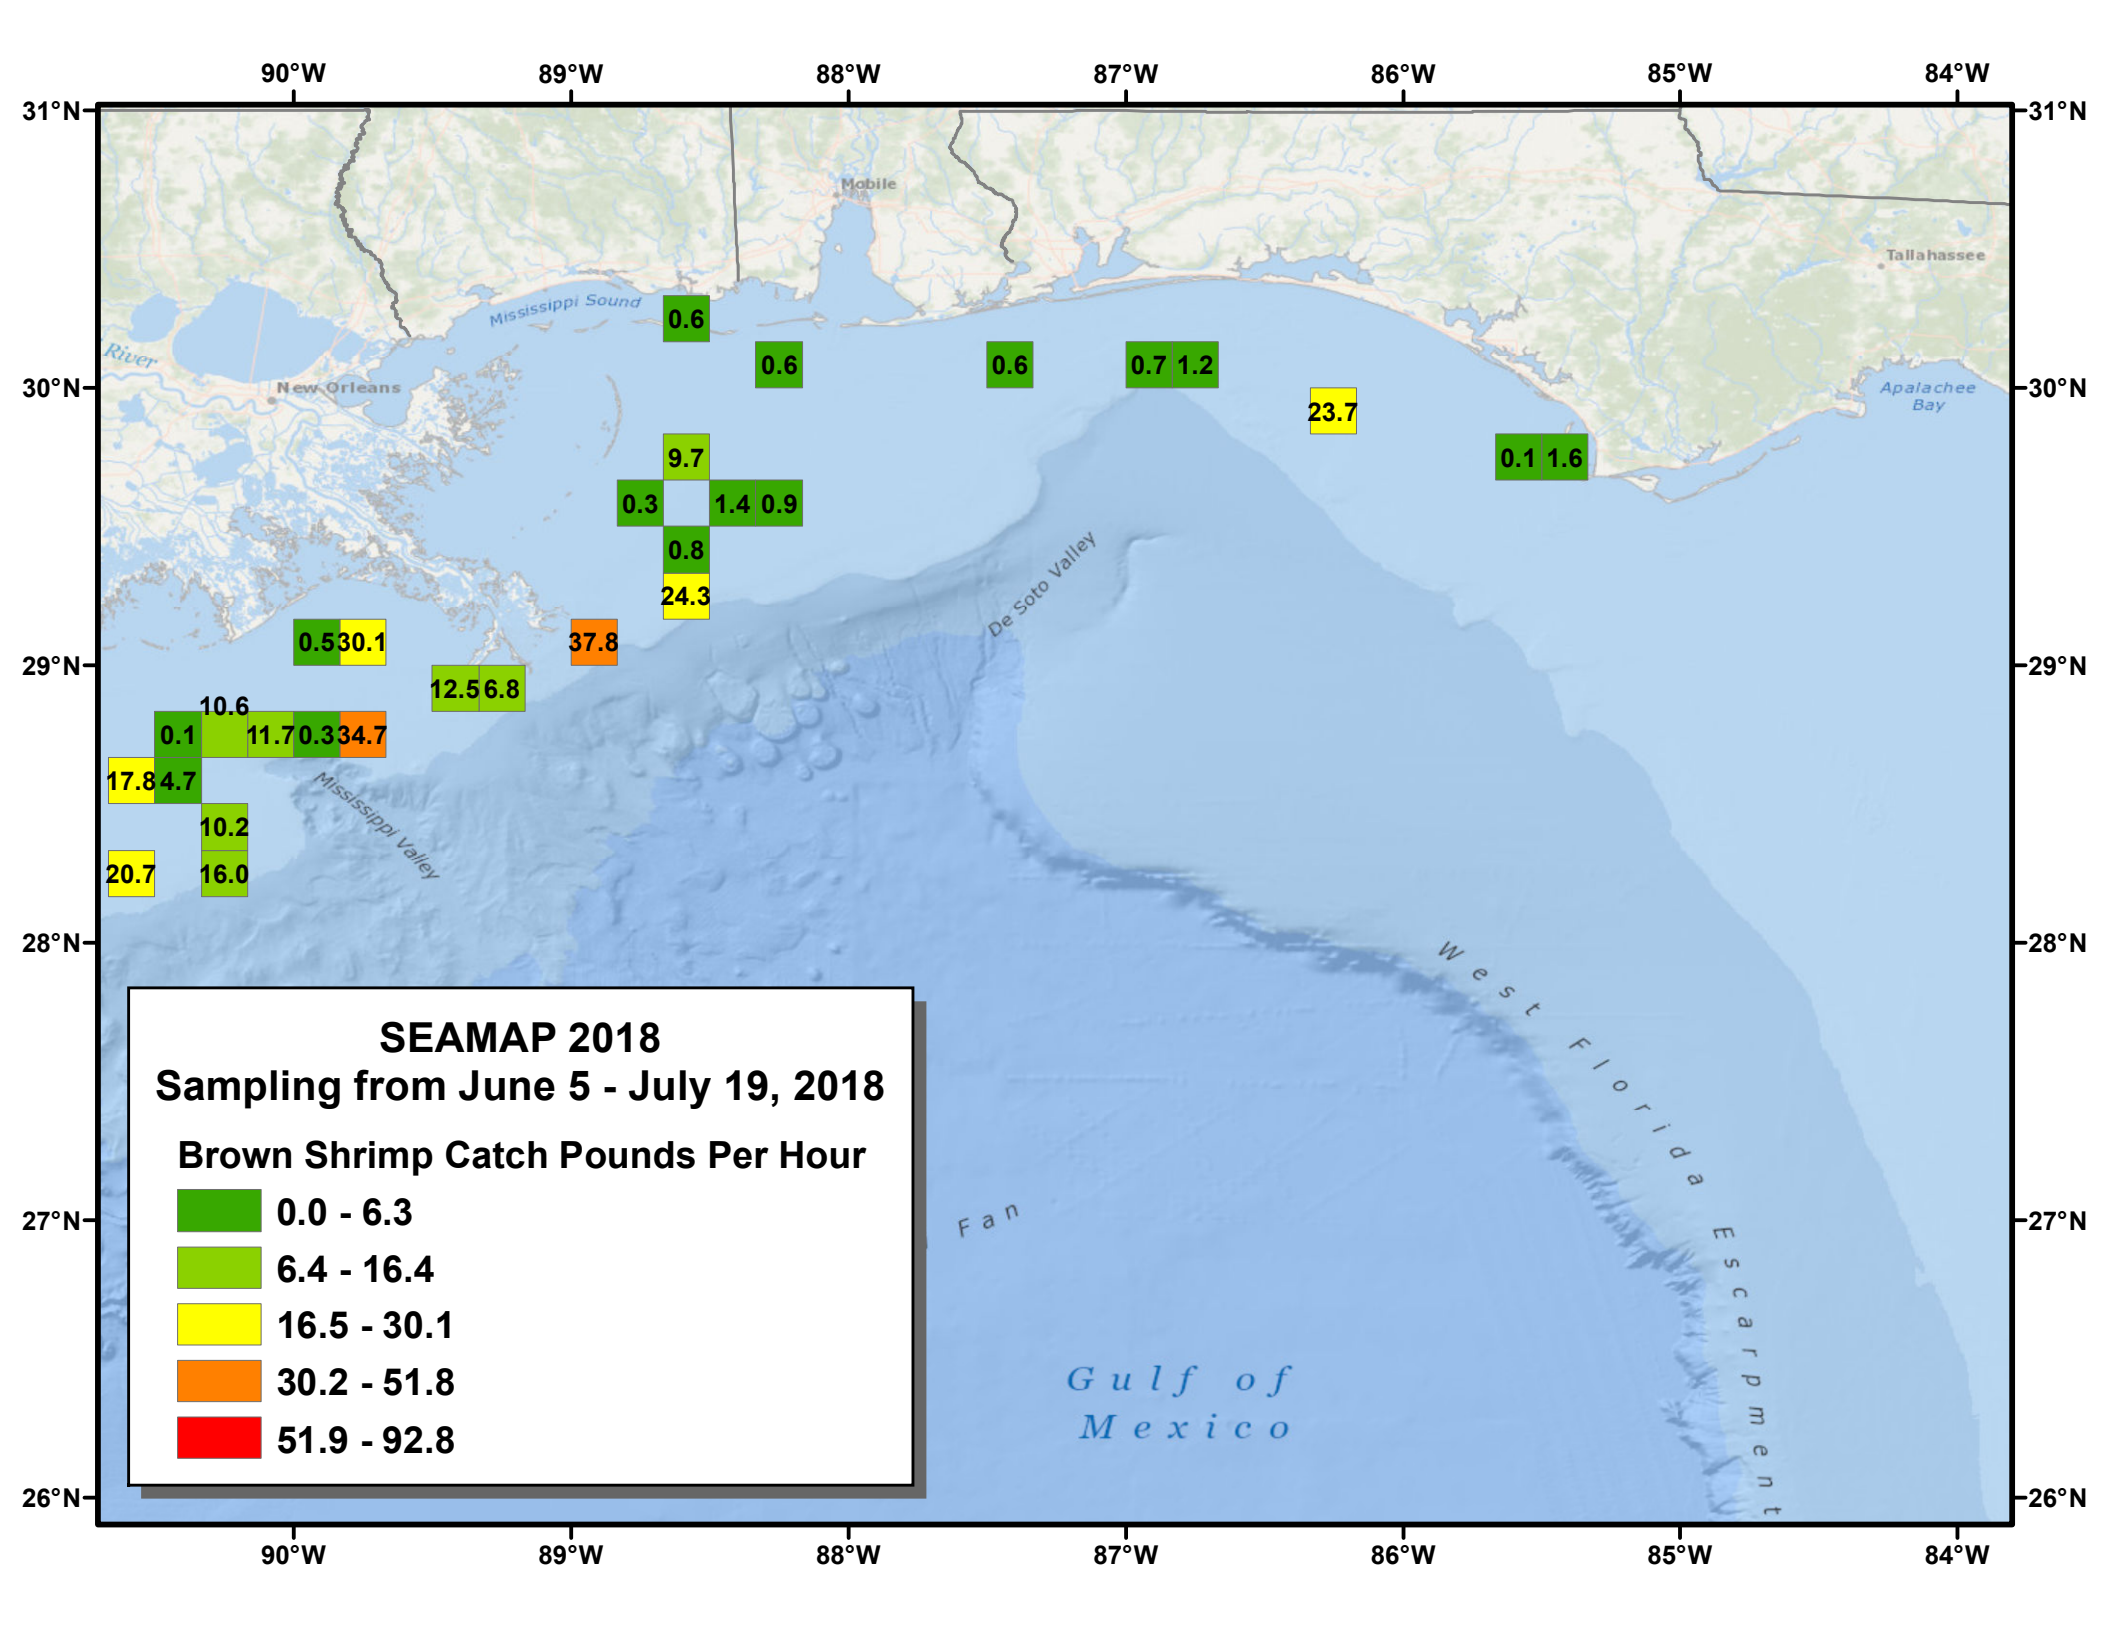 90°W 89°W 88°W 87°W 86°W 85°W 84°W
31°N 31°N
Mobile
Tallahassee
Mississippi Sound
0.6
River
0.6 0.6 0.7 1.2
New Orleans
30°N 30°N
Apalachee
Bay
23.7
9.7 0.1 1.6
0.3 1.4 0.9
0.8
De Soto Valley
24.3
0.5 30.1 37.8
29°N 29°N
12.5 6.8
10.6
0.1 11.7 0.3 34.7
17.8 4.7
Mississippi Valley
10.2
20.7 16.0
28°N 28°N
West Florida Escarpment
SEAMAP 2018
Sampling from June 5 - July 19, 2018
Brown Shrimp Catch Pounds Per Hour
0.0 - 6.3
27°N 27°N
Fan
6.4 - 16.4
16.5 - 30.1
30.2 - 51.8
Gulf of
Mexico
51.9 - 92.8
26°N 26°N
90°W 89°W 88°W 87°W 86°W 85°W 84°W